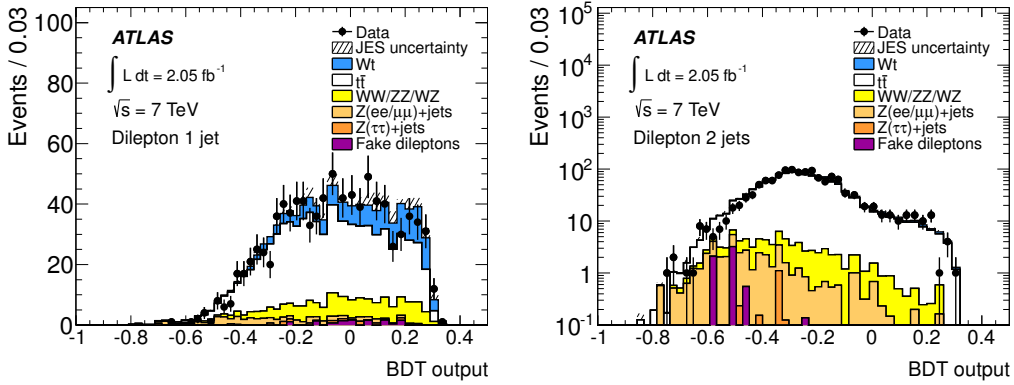 Events / 0.03
100
80
60
40
20
0
ATLAS
∫ L dt = 2.05 fb⁻¹
√s = 7 TeV
Dilepton 1 jet
Data
JES uncertainty
Wt
tt̄
WW/ZZ/WZ
Z(ee/μμ)+jets
Z(ττ)+jets
Fake dileptons
-1 -0.8 -0.6 -0.4 -0.2 0 0.2 0.4
BDT output
Events / 0.03
10⁵
10⁴
10³
10²
10
1
10⁻¹
ATLAS
∫ L dt = 2.05 fb⁻¹
√s = 7 TeV
Dilepton 2 jets
Data
JES uncertainty
Wt
tt̄
WW/ZZ/WZ
Z(ee/μμ)+jets
Z(ττ)+jets
Fake dileptons
-1 -0.8 -0.6 -0.4 -0.2 0 0.2 0.4
BDT output